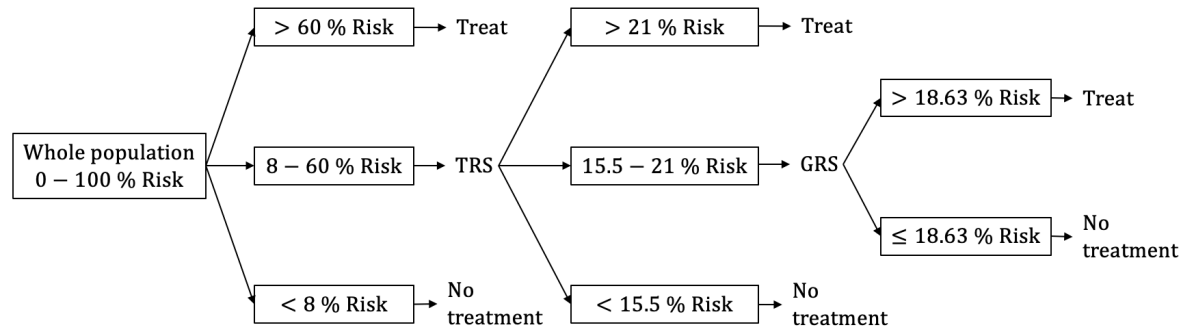 Whole population
0 − 100 % Risk
> 60 % Risk
Treat
8 − 60 % Risk
TRS
< 8 % Risk
No
treatment
> 21 % Risk
Treat
15.5 − 21 % Risk
GRS
< 15.5 % Risk
No
treatment
> 18.63 % Risk
Treat
≤ 18.63 % Risk
No
treatment